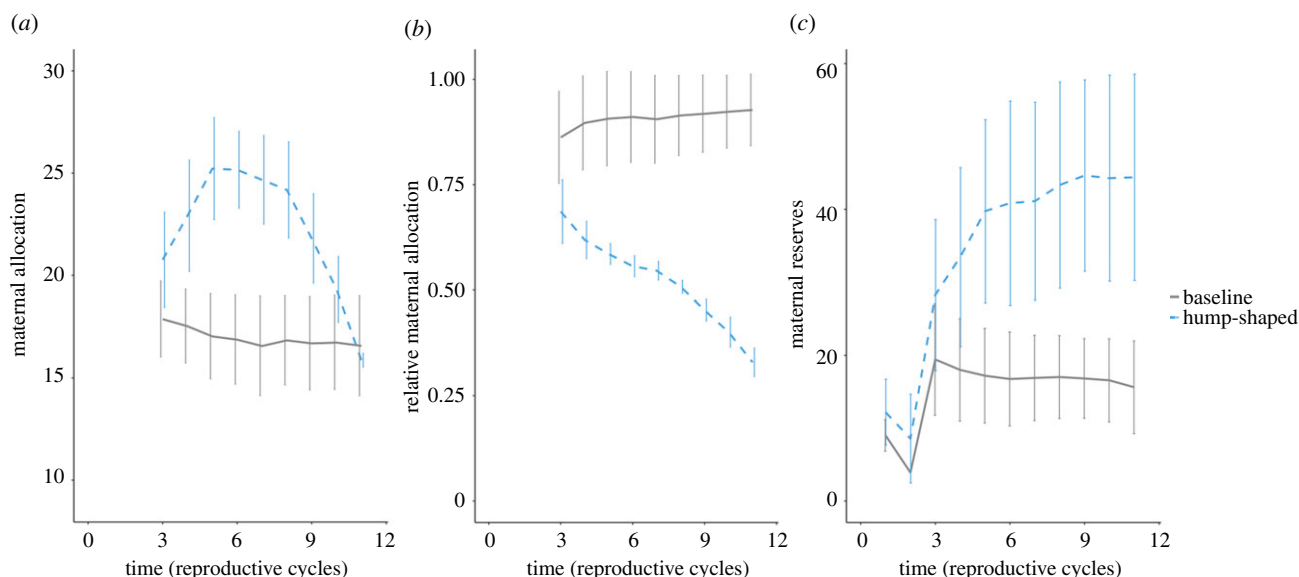 (a)
30
25
20
15
10
maternal allocation
0
3
6
9
12
time (reproductive cycles)
(b)
1.00
0.75
0.50
0.25
0
relative maternal allocation
0
3
6
9
12
time (reproductive cycles)
(c)
60
40
20
0
maternal reserves
0
3
6
9
12
time (reproductive cycles)
baseline
hump-shaped